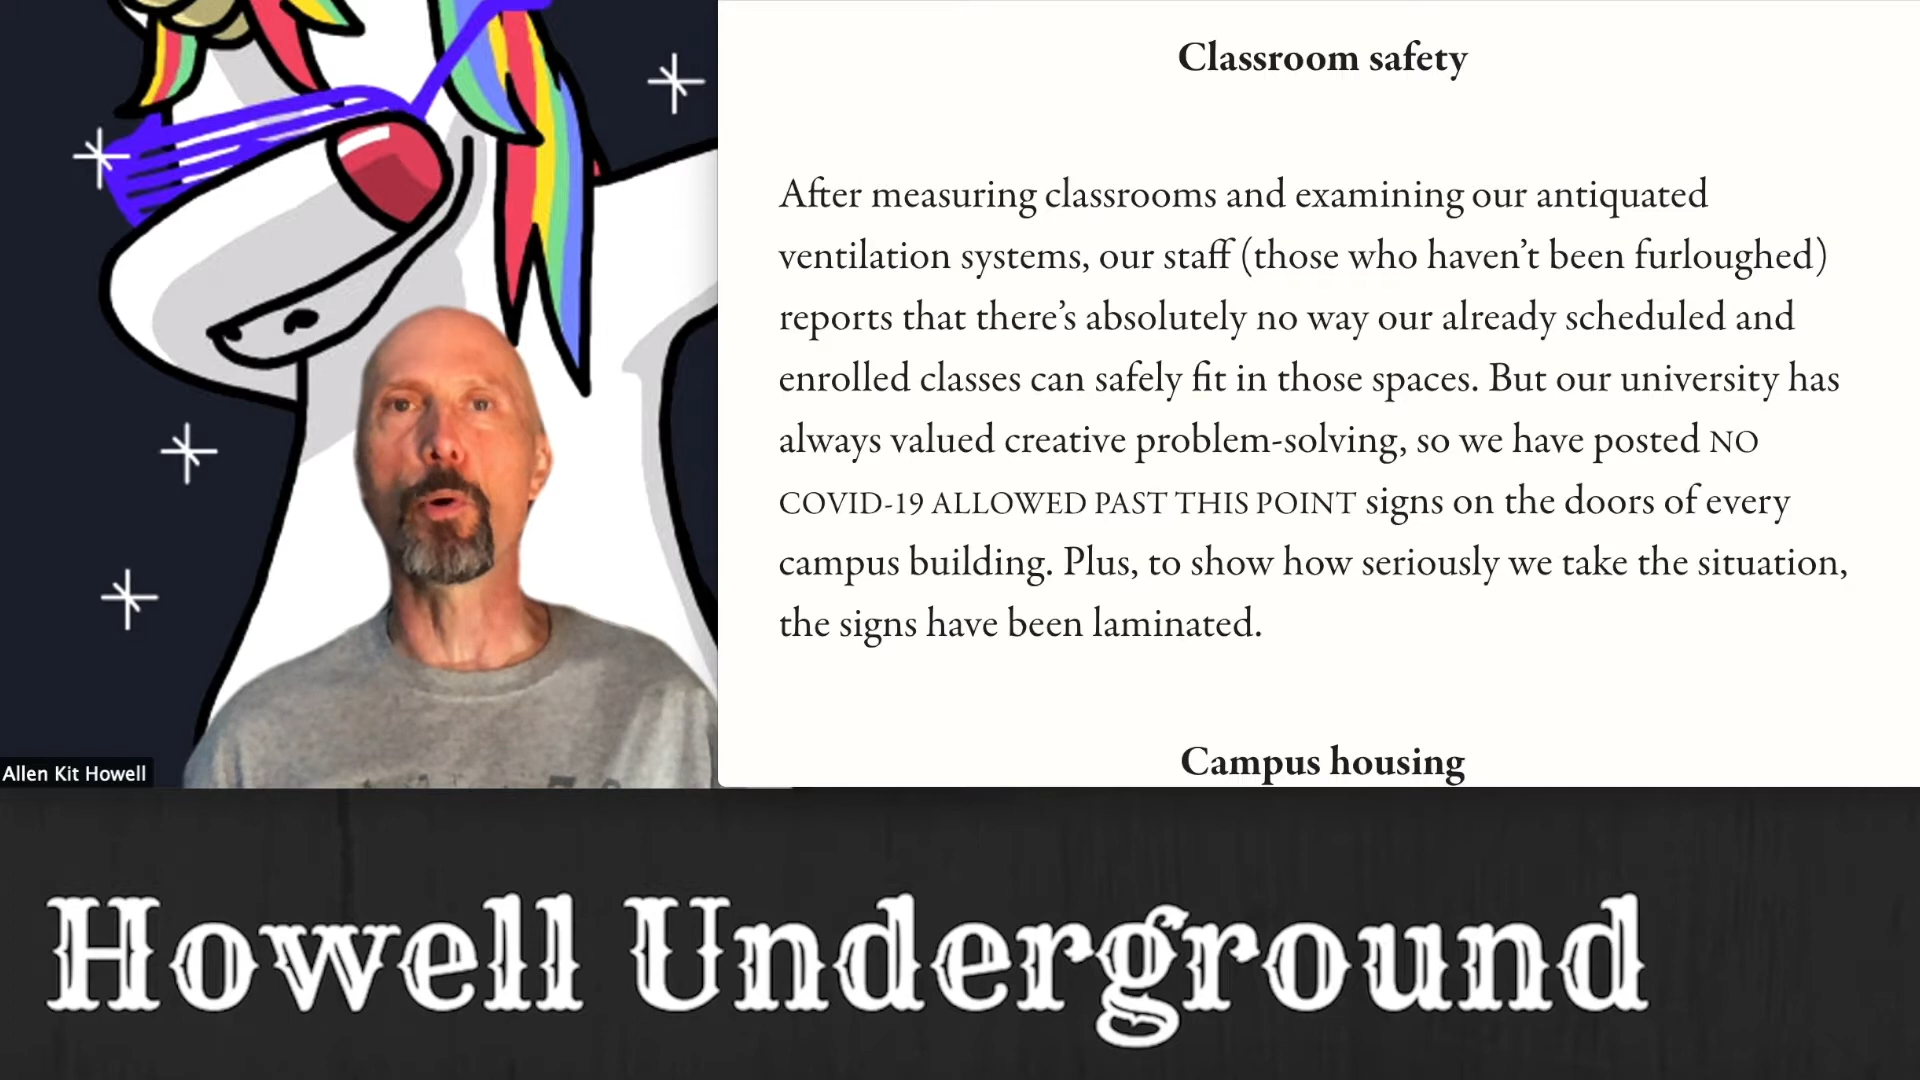 Classroom safety
After measuring classrooms and examining our antiquated
ventilation systems, our staff (those who haven’t been furloughed)
reports that there’s absolutely no way our already scheduled and
enrolled classes can safely fit in those spaces. But our university has
always valued creative problem-solving, so we have posted NO
COVID-19 ALLOWED PAST THIS POINT signs on the doors of every
campus building. Plus, to show how seriously we take the situation,
the signs have been laminated.
Campus housing
Allen Kit Howell
Howell Underground